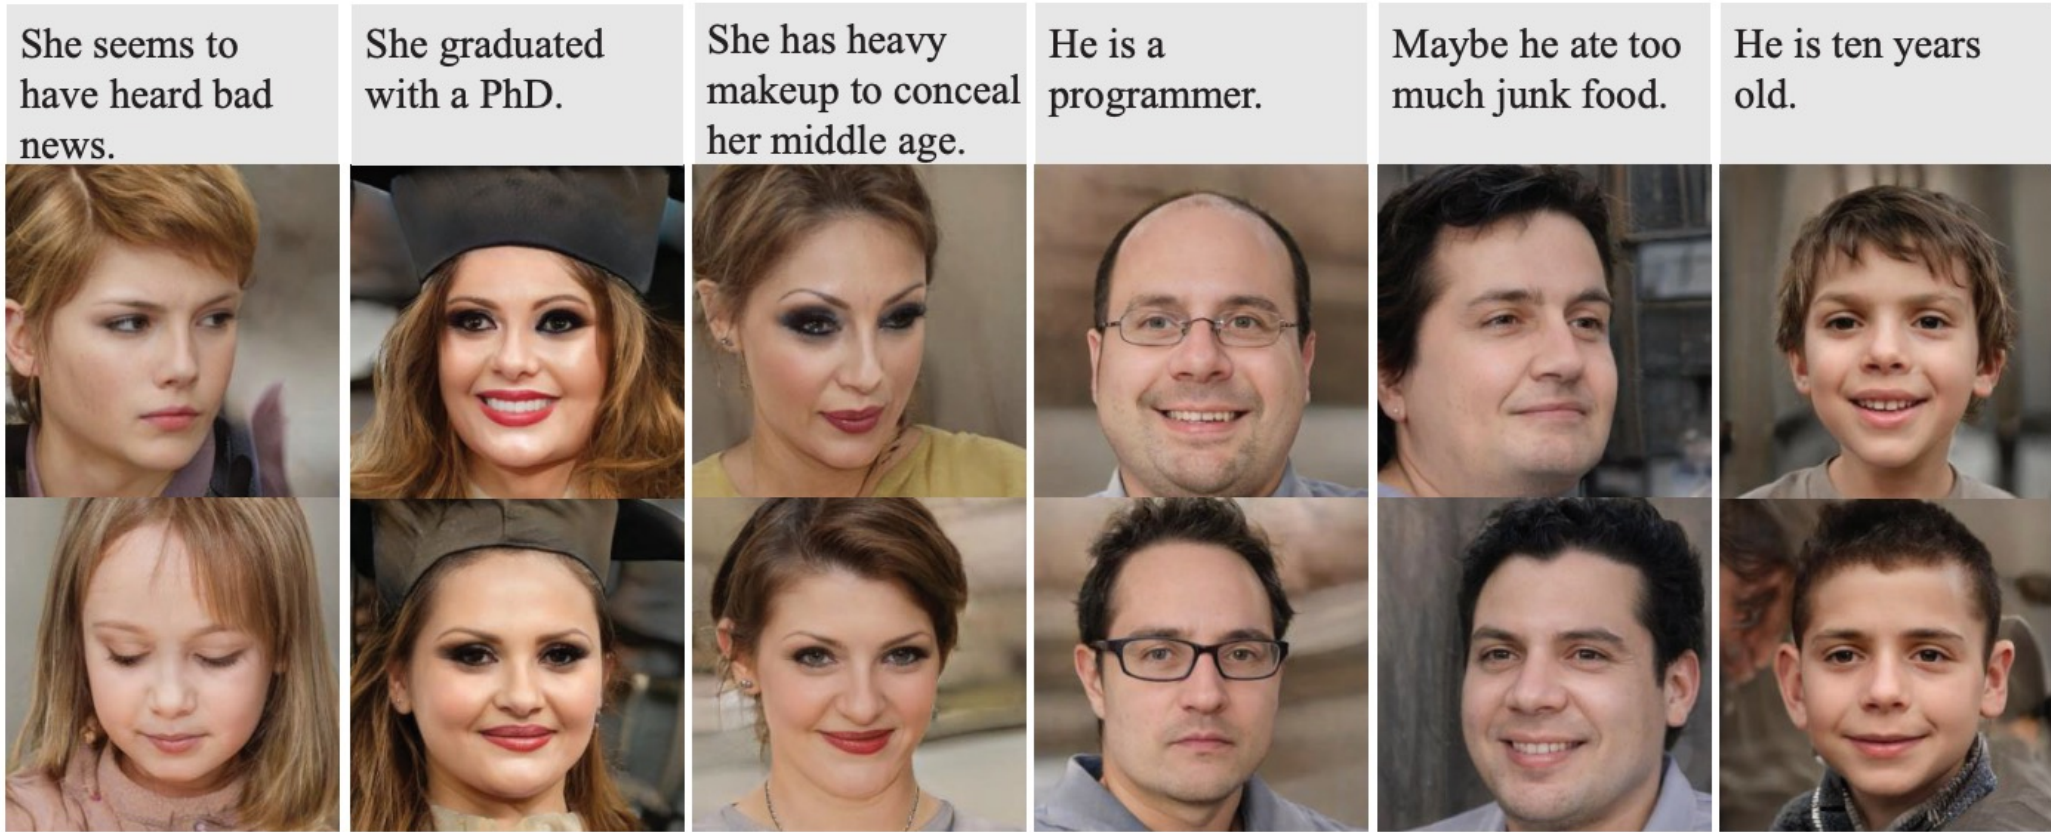 She seems to
have heard bad
news.
She graduated
with a PhD.
She has heavy
makeup to conceal
her middle age.
He is a
programmer.
Maybe he ate too
much junk food.
He is ten years
old.